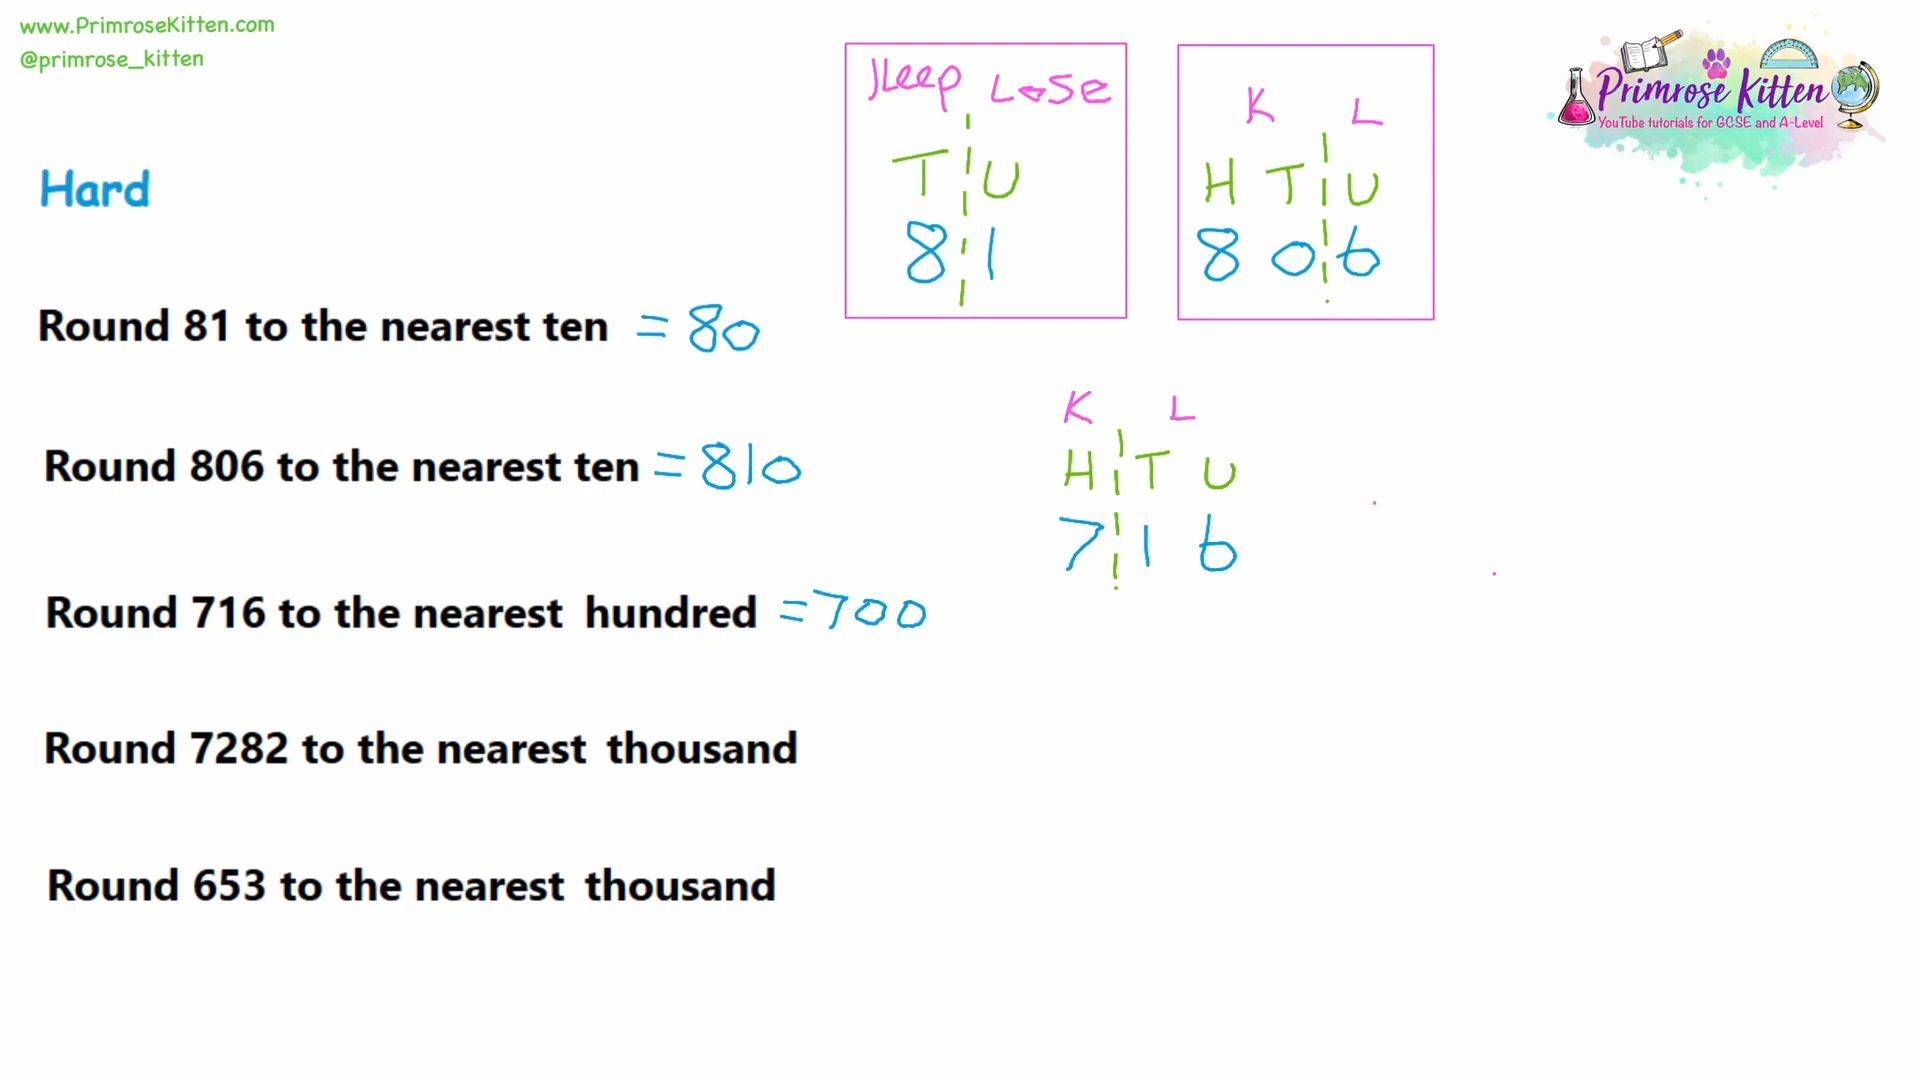 www.PrimroseKitten.com
@primrose_kitten
Primrose Kitten
YouTube tutorials for GCSE and A-Level
Hard
Keep Lose
T U
8 1
K L
H T U
8 0 6
Round 81 to the nearest ten = 80
Round 806 to the nearest ten = 810
K L
H T U
7 1 6
Round 716 to the nearest hundred = 700
Round 7282 to the nearest thousand
Round 653 to the nearest thousand